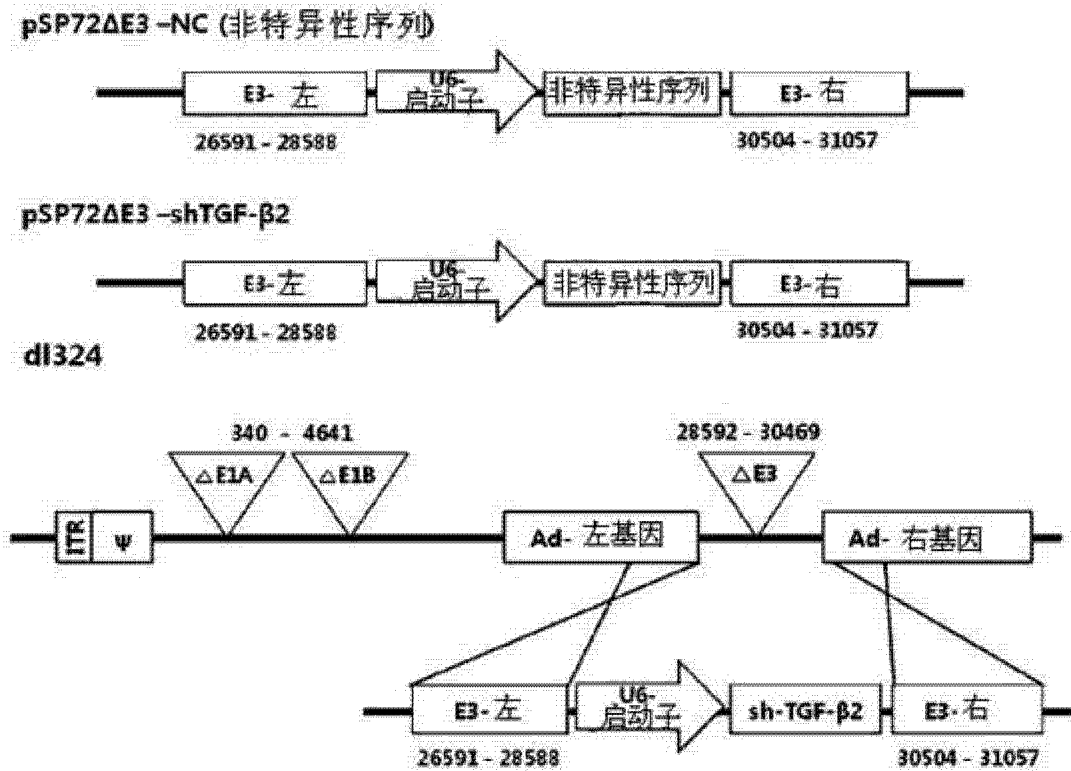 pSP72ΔE3 –NC (非特异性序列)
E3- 左
U6-
启动子
非特异性序列
E3- 右
26591 - 28588
30504 - 31057
pSP72ΔE3 –shTGF-β2
E3- 左
U6-
启动子
非特异性序列
E3- 右
26591 - 28588
30504 - 31057
dl324
340 - 4641
28592 - 30469
△E1A
△E1B
△E3
ITR
Ψ
Ad- 左基因
Ad- 右基因
E3- 左
U6-
启动子
sh-TGF-β2
E3- 右
26591 - 28588
30504 - 31057